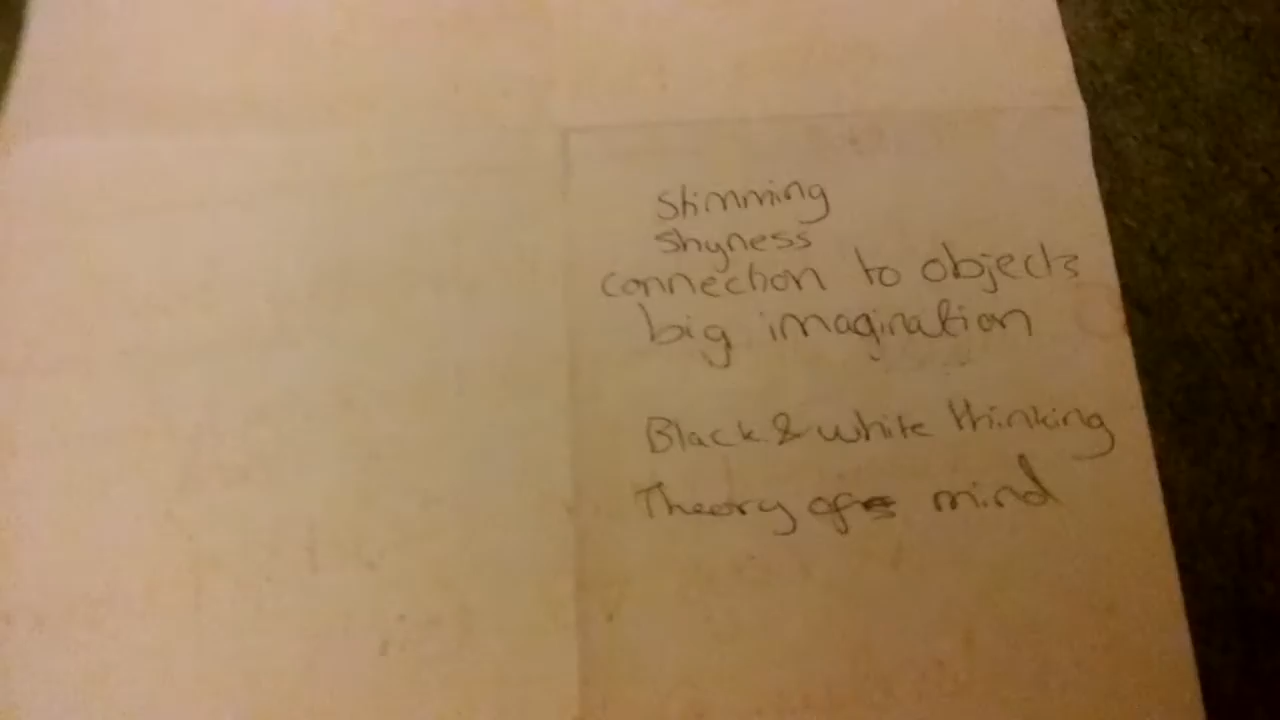 Stimming
shyness
connection to objects
big imagination
Black & white thinking
Theory of mind